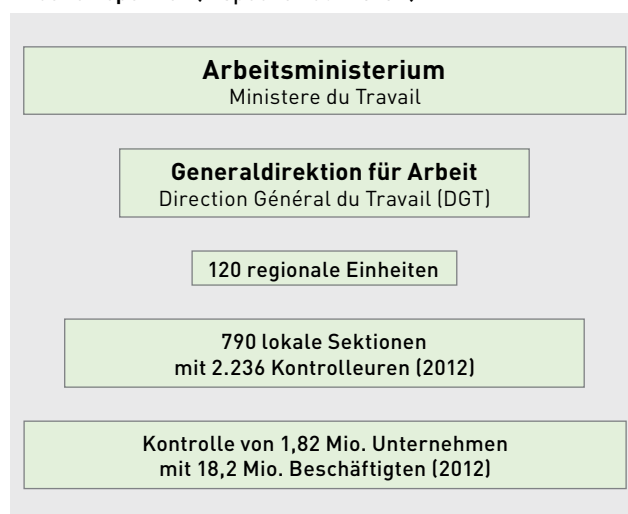 Arbeitsministerium
Ministere du Travail
Generaldirektion für Arbeit
Direction Général du Travail (DGT)
120 regionale Einheiten
790 lokale Sektionen
mit 2.236 Kontrolleuren (2012)
Kontrolle von 1,82 Mio. Unternehmen
mit 18,2 Mio. Beschäftigten (2012)